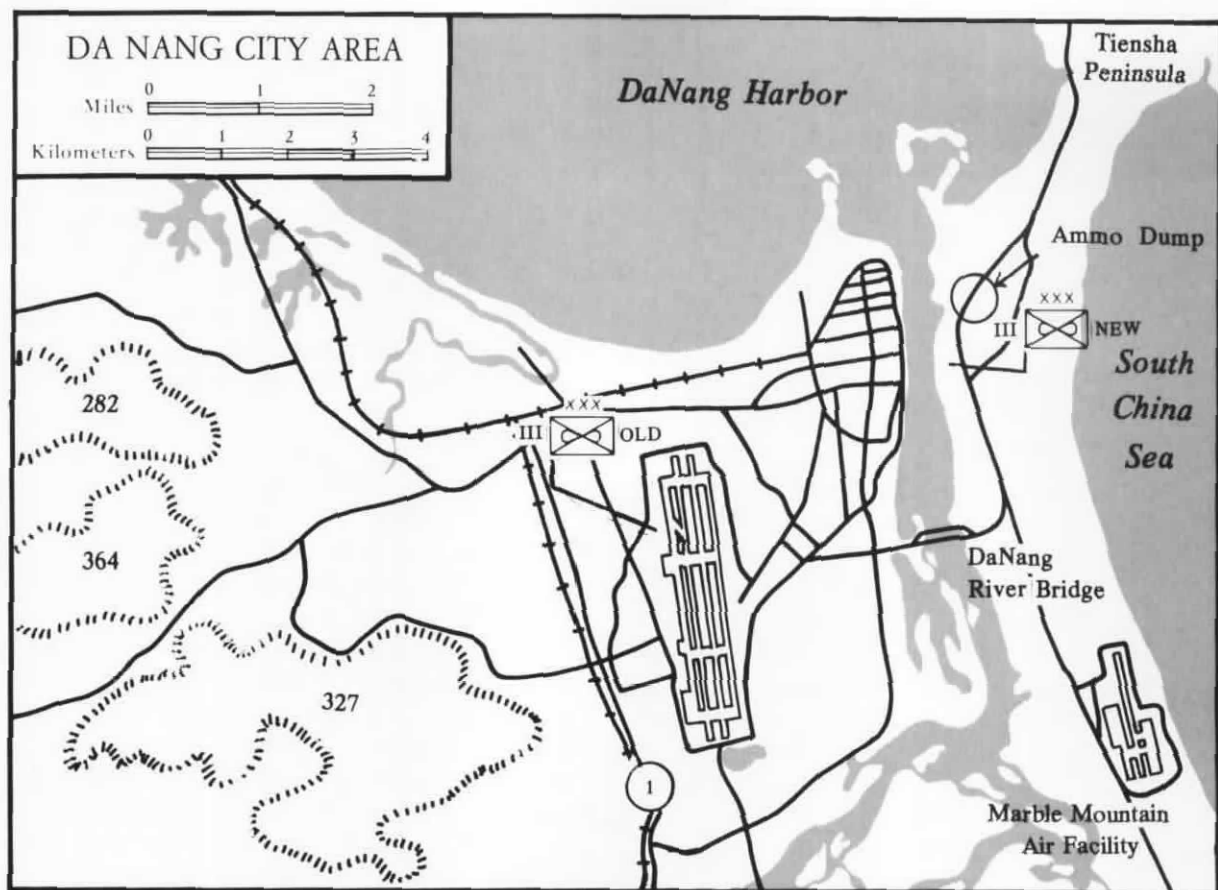 DA NANG CITY AREA
0 1 2
Miles
0 1 2 3 4
Kilometers
Tiensha
Peninsula
DaNang Harbor
Ammo Dump
XXX
III NEW
South
China
Sea
282
XXX
III OLD
364
DaNang
River Bridge
327
1
Marble Mountain
Air Facility